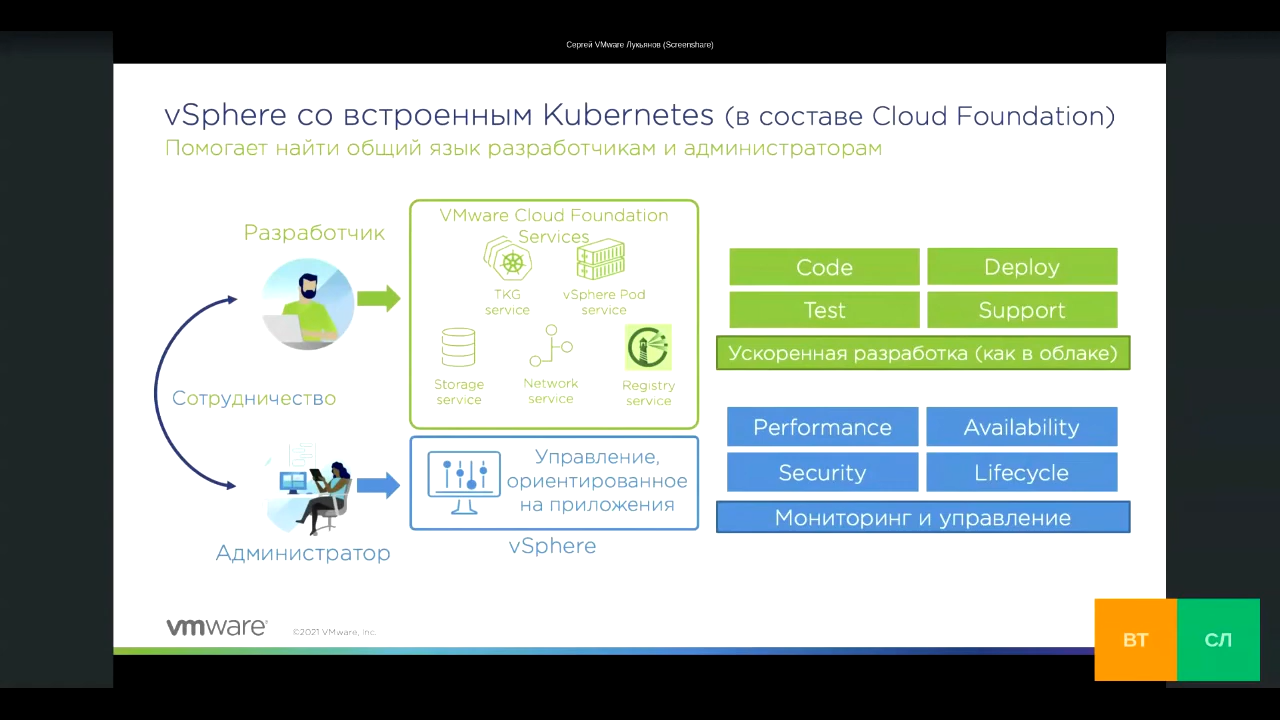 Сергей VMware Лукьянов (Screenshare)
vSphere со встроенным Kubernetes (в составе Cloud Foundation)
Помогает найти общий язык разработчикам и администраторам
Разработчик
Сотрудничество
Администратор
VMware Cloud Foundation
Services
TKG
service
vSphere Pod
service
Storage
service
Network
service
Registry
service
Управление,
ориентированное
на приложения
vSphere
Code
Deploy
Test
Support
Ускоренная разработка (как в облаке)
Performance
Availability
Security
Lifecycle
Мониторинг и управление
vmware®
©2021 VMware, Inc.
ВТ
СЛ